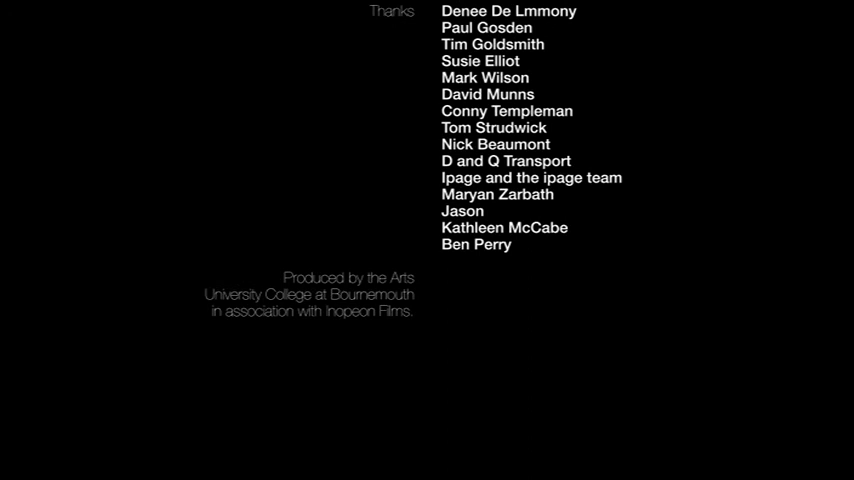 Thanks
Denee De Lmmony
Paul Gosden
Tim Goldsmith
Susie Elliot
Mark Wilson
David Munns
Conny Templeman
Tom Strudwick
Nick Beaumont
D and Q Transport
Ipage and the ipage team
Maryan Zarbath
Jason
Kathleen McCabe
Ben Perry
Produced by the Arts
University College at Bournemouth
in association with Inopeon Films.